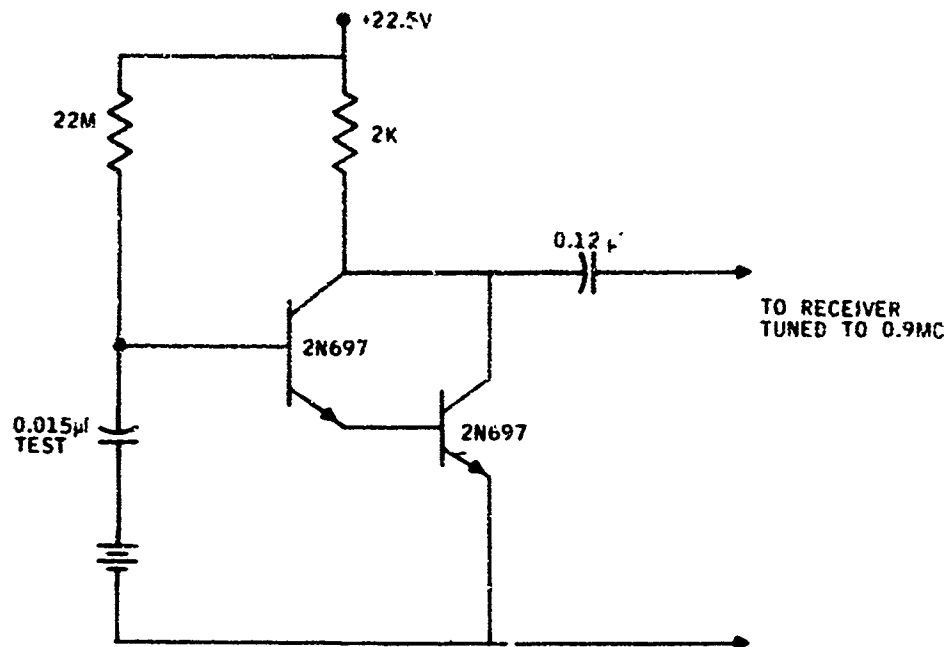 +22.5V
22M
2K
0.12 µ
TO RECEIVER
TUNED TO 0.9MC
2N697
0.015µf
TEST
2N697